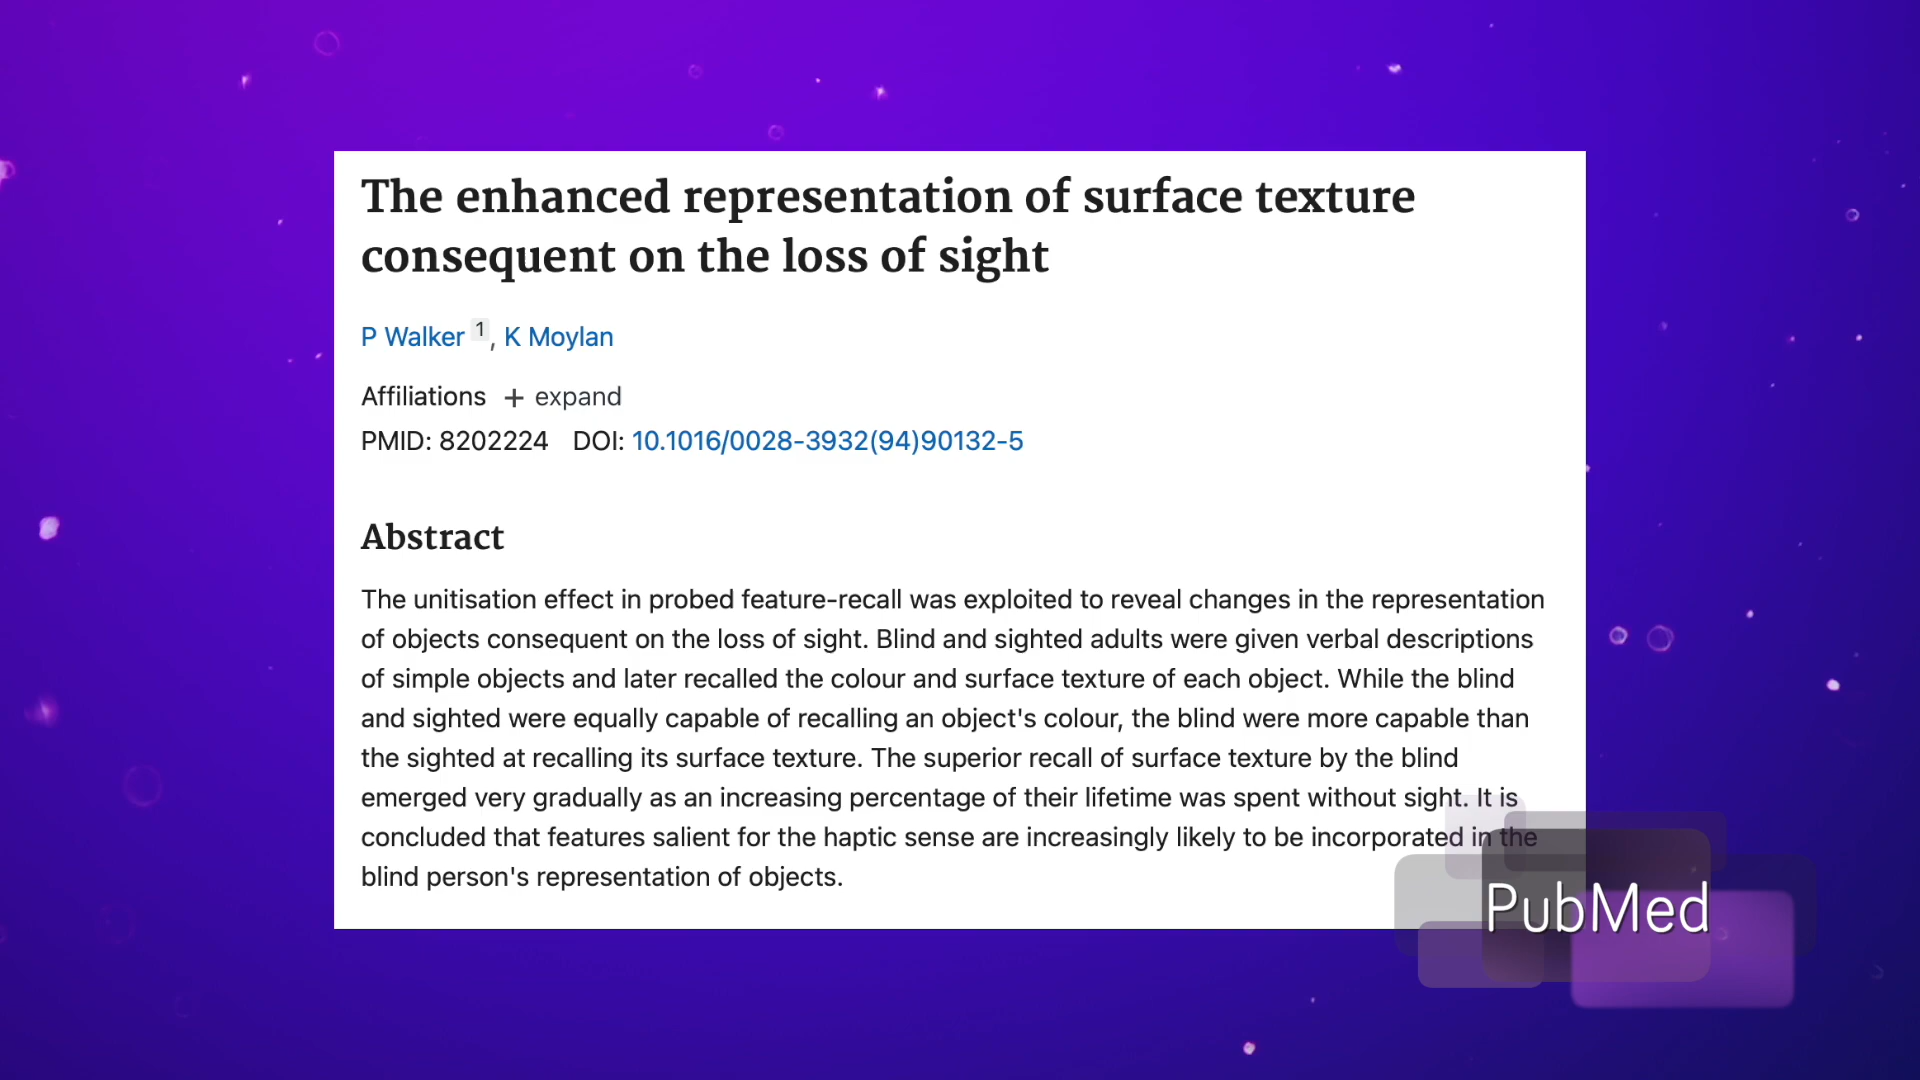 The enhanced representation of surface texture
consequent on the loss of sight
P Walker 1, K Moylan
Affiliations + expand
PMID: 8202224 DOI: 10.1016/0028-3932(94)90132-5
Abstract
The unitisation effect in probed feature-recall was exploited to reveal changes in the representation
of objects consequent on the loss of sight. Blind and sighted adults were given verbal descriptions
of simple objects and later recalled the colour and surface texture of each object. While the blind
and sighted were equally capable of recalling an object's colour, the blind were more capable than
the sighted at recalling its surface texture. The superior recall of surface texture by the blind
emerged very gradually as an increasing percentage of their lifetime was spent without sight. It is
concluded that features salient for the haptic sense are increasingly likely to be incorporated in the
blind person's representation of objects.
PubMed